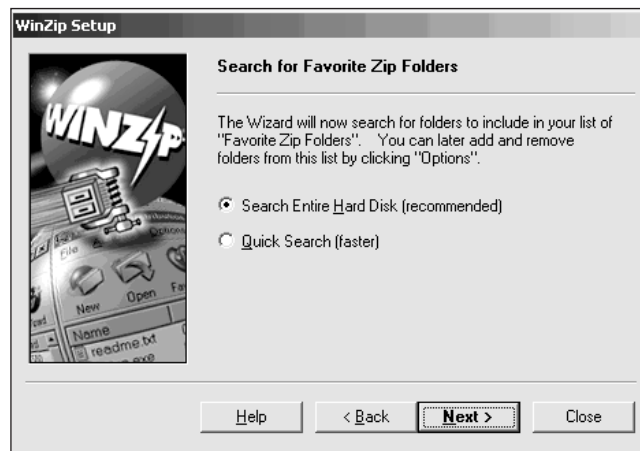 WinZip Setup
Search for Favorite Zip Folders
The Wizard will now search for folders to include in your list of
"Favorite Zip Folders".   You can later add and remove
folders from this list by clicking "Options".
Search Entire Hard Disk (recommended)
Quick Search (faster)
WINZIP
File
Options
New
Open
Name
readme.txt
Help
< Back
Next >
Close